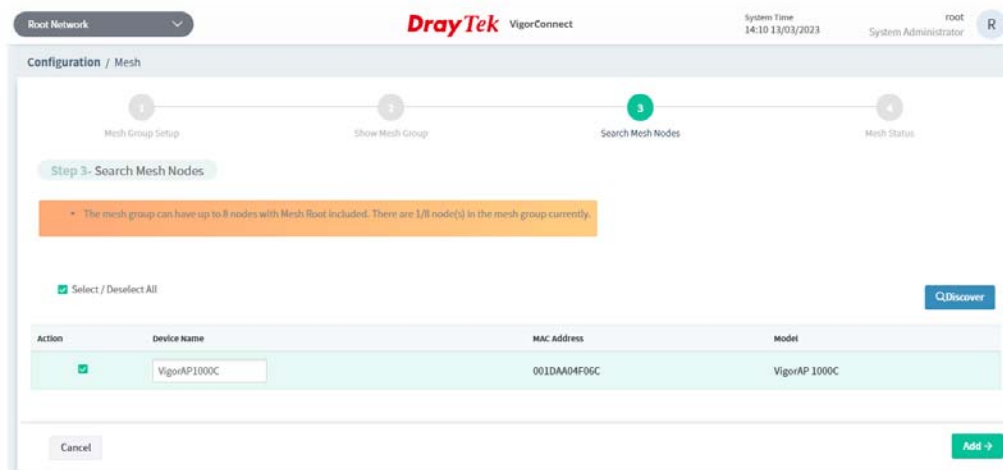 Root Network
DrayTek VigorConnect
System Time
14:10 13/03/2023
root
System Administrator
R
Configuration / Mesh
1
2
3
4
Mesh Group Setup
Show Mesh Group
Search Mesh Nodes
Mesh Status
Step 3- Search Mesh Nodes
• The mesh group can have up to 8 nodes with Mesh Root included. There are 1/8 node(s) in the mesh group currently.
Select / Deselect All
Discover
Action Device Name MAC Address Model
VigorAP1000C 001DAA04F06C VigorAP 1000C
Cancel
Add →